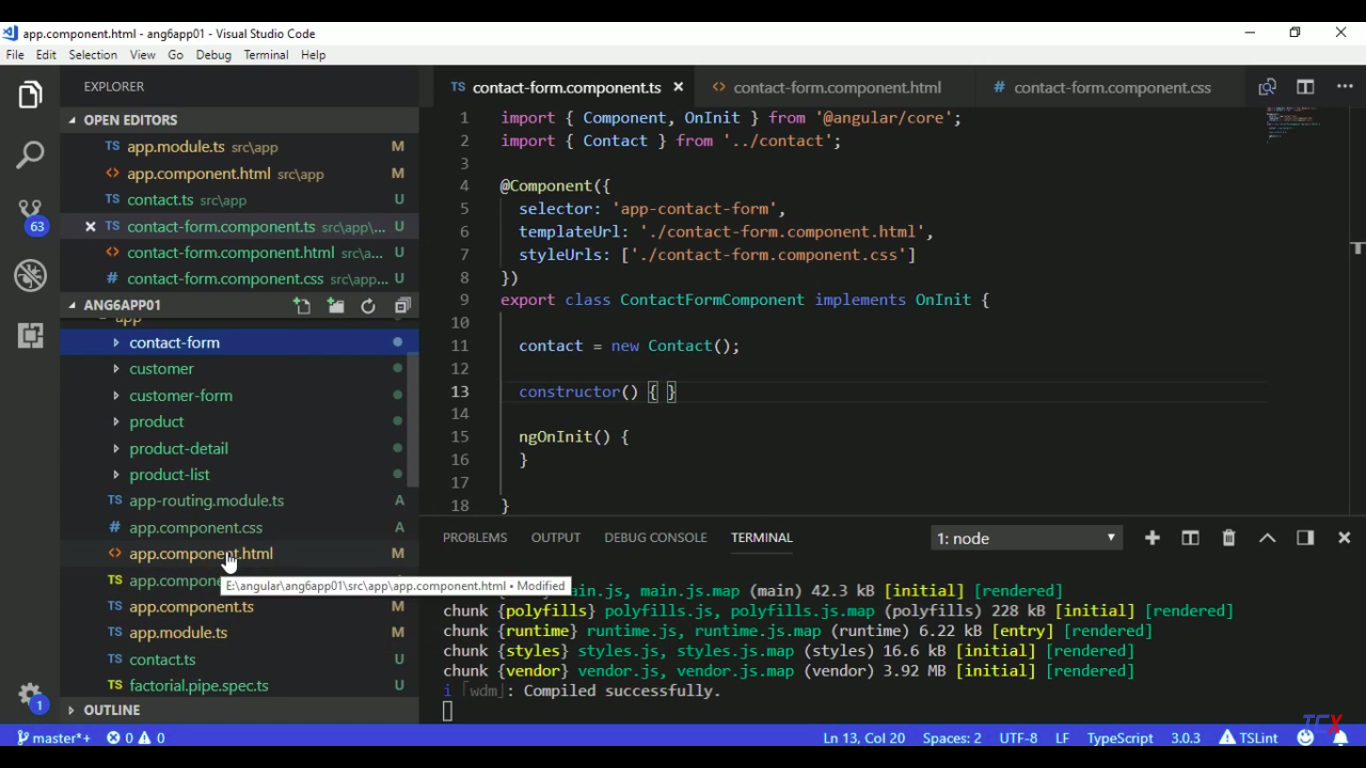 app.component.html - ang6app01 - Visual Studio Code
File Edit Selection View Go Debug Terminal Help
EXPLORER
OPEN EDITORS
TS app.module.ts src\app M
<> app.component.html src\app M
TS contact.ts src\app U
TS contact-form.component.ts src\app\... U
<> contact-form.component.html src\a... U
# contact-form.component.css src\app... U
ANG6APP01
app
contact-form
customer
customer-form
product
product-detail
product-list
TS app-routing.module.ts A
# app.component.css A
<> app.component.html M
TS app.compone
E:\angular\ang6app01\src\app\app.component.html • Modified
TS app.component.ts M
TS app.module.ts M
TS contact.ts U
TS factorial.pipe.spec.ts U
OUTLINE
63
1
TS contact-form.component.ts
<> contact-form.component.html
# contact-form.component.css
1 import { Component, OnInit } from '@angular/core';
2 import { Contact } from '../contact';
3
4 @Component({
5 selector: 'app-contact-form',
6 templateUrl: './contact-form.component.html',
7 styleUrls: ['./contact-form.component.css']
8 })
9 export class ContactFormComponent implements OnInit {
10
11 contact = new Contact();
12
13 constructor() { }
14
15 ngOnInit() {
16 }
17
18 }
PROBLEMS OUTPUT DEBUG CONSOLE TERMINAL 1: node
ain.js, main.js.map (main) 42.3 kB [initial] [rendered]
chunk {polyfills} polyfills.js, polyfills.js.map (polyfills) 228 kB [initial] [rendered]
chunk {runtime} runtime.js, runtime.js.map (runtime) 6.22 kB [entry] [rendered]
chunk {styles} styles.js, styles.js.map (styles) 16.6 kB [initial] [rendered]
chunk {vendor} vendor.js, vendor.js.map (vendor) 3.92 MB [initial] [rendered]
i ｢wdm｣: Compiled successfully.
TCX
master*+ 0 0 Ln 13, Col 20 Spaces: 2 UTF-8 LF TypeScript 3.0.3 TSLint